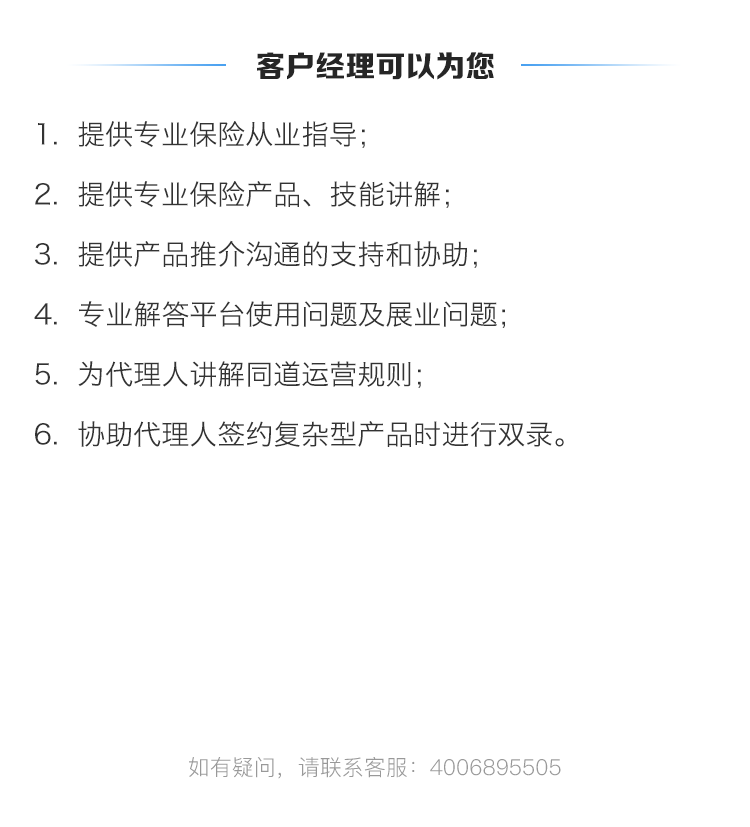 客户经理可以为您
1. 提供专业保险从业指导；
2. 提供专业保险产品、技能讲解；
3. 提供产品推介沟通的支持和协助；
4. 专业解答平台使用问题及展业问题；
5. 为代理人讲解同道运营规则；
6. 协助代理人签约复杂型产品时进行双录。
如有疑问，请联系客服：4006895505